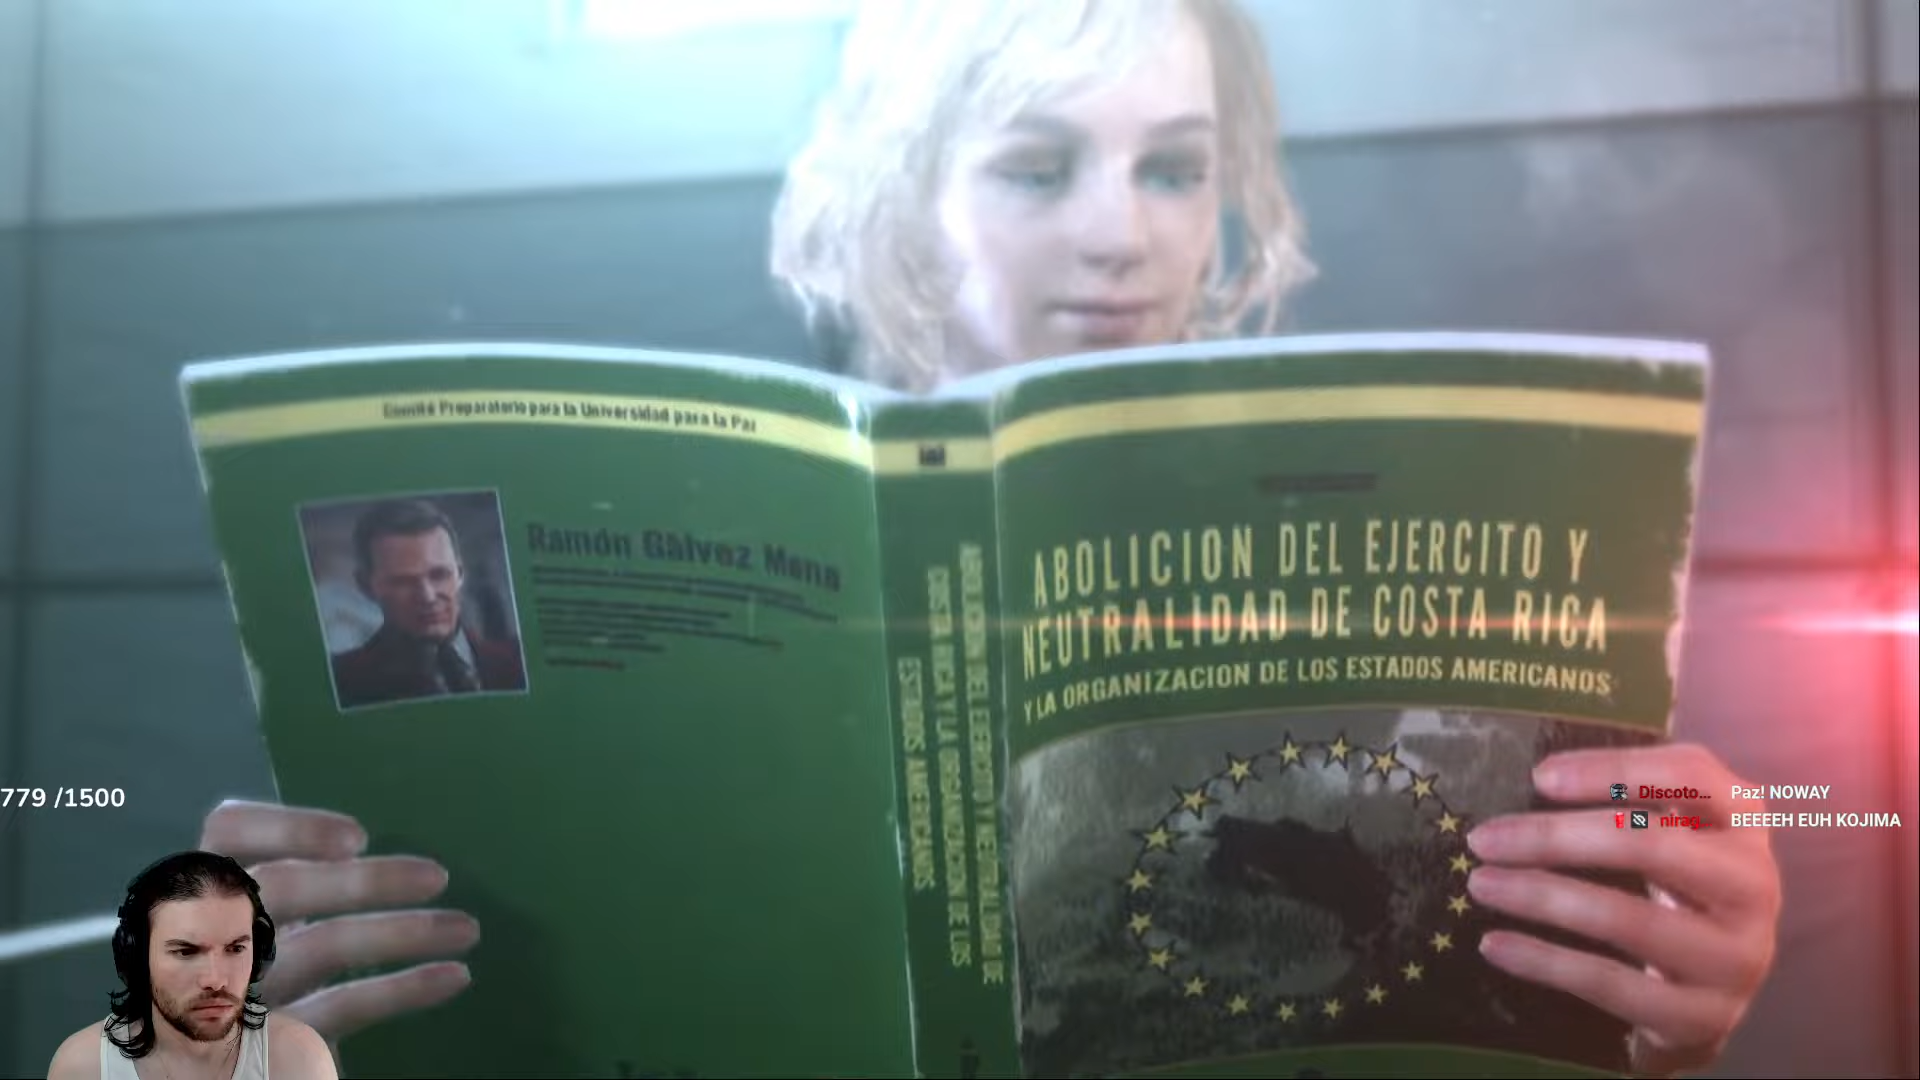 Comité Preparatorio para la Universidad para la Paz
Ramón Gálvez Mena
ABOLICION DEL EJERCITO Y NEUTRALIDAD DE
COSTA RICA Y LA ORGANIZACION DE LOS
ESTADOS AMERICANOS
ABOLICION DEL EJERCITO Y
NEUTRALIDAD DE COSTA RICA
Y LA ORGANIZACION DE LOS ESTADOS AMERICANOS
779 /1500
Discoto... Paz! NOWAY
nirag... BEEEEH EUH KOJIMA